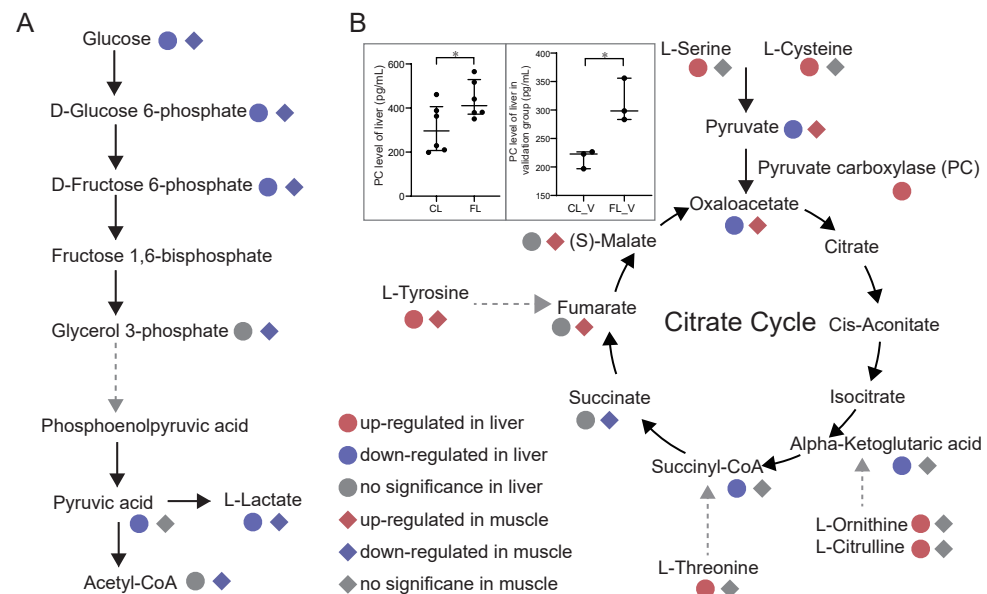 A
Glucose
D-Glucose 6-phosphate
D-Fructose 6-phosphate
Fructose 1,6-bisphosphate
Glycerol 3-phosphate
Phosphoenolpyruvic acid
Pyruvic acid
L-Lactate
Acetyl-CoA
B
PC level of liver (pg/mL)
600
400
200
0
*
CL
FL
PC level of liver in
validation group (pg/mL)
400
350
300
250
200
150
*
CL_V
FL_V
L-Serine
L-Cysteine
Pyruvate
Pyruvate carboxylase (PC)
Oxaloacetate
(S)-Malate
Citrate
L-Tyrosine
Fumarate
Citrate Cycle
Cis-Aconitate
Succinate
Isocitrate
Alpha-Ketoglutaric acid
Succinyl-CoA
L-Ornithine
L-Citrulline
L-Threonine
up-regulated in liver
down-regulated in liver
no significance in liver
up-regulated in muscle
down-regulated in muscle
no significane in muscle